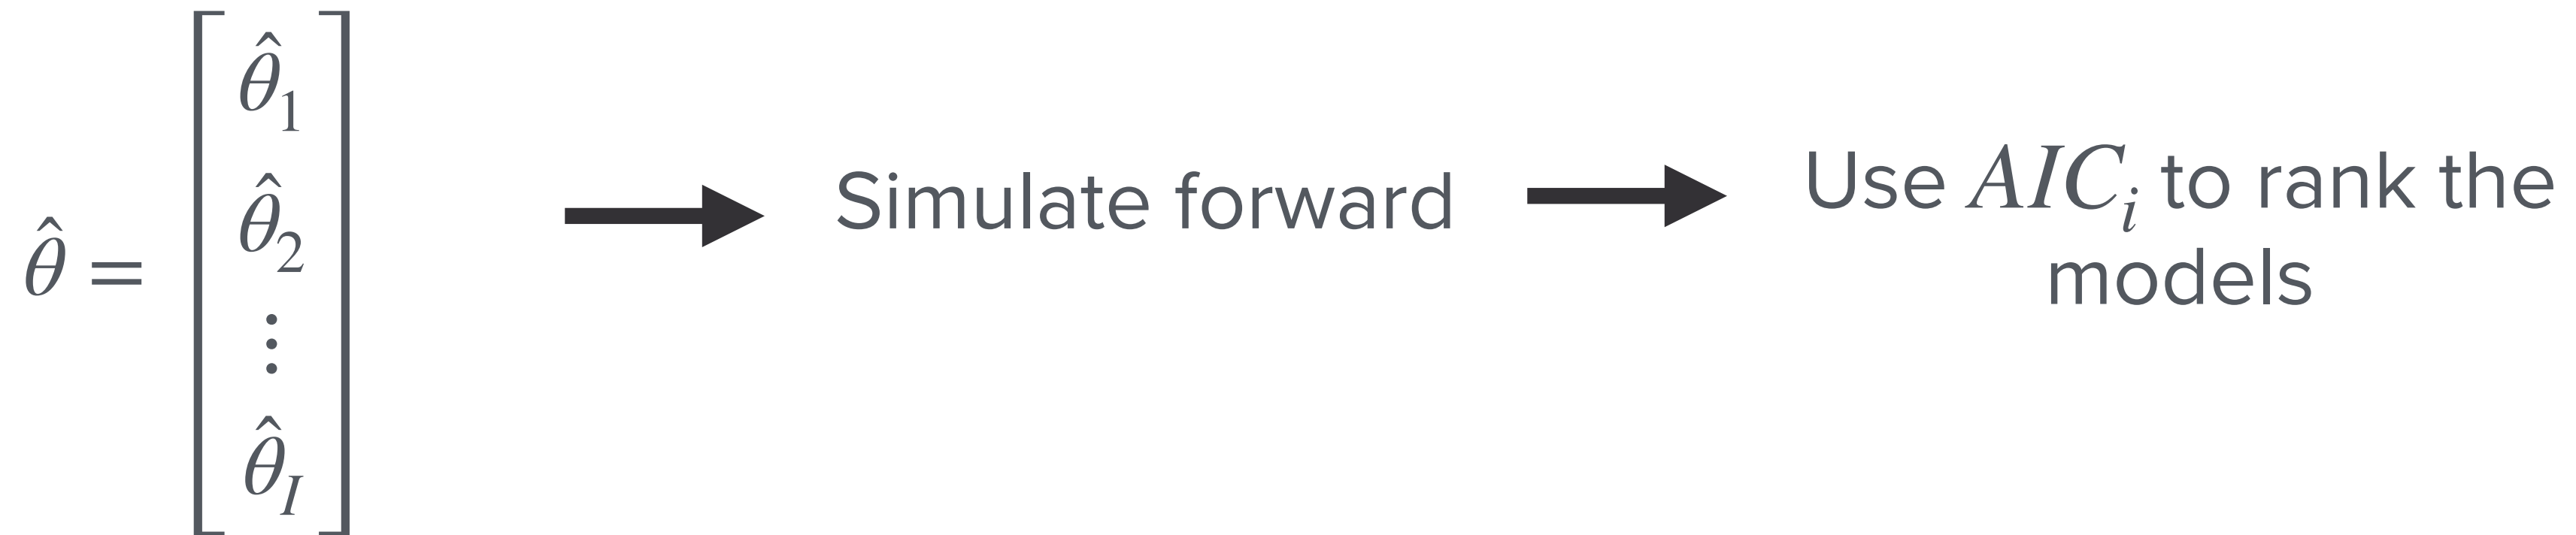 θ̂ = [ θ̂₁ θ̂₂ ⋮ θ̂_I ]
Simulate forward
Use AIC_i to rank the
models